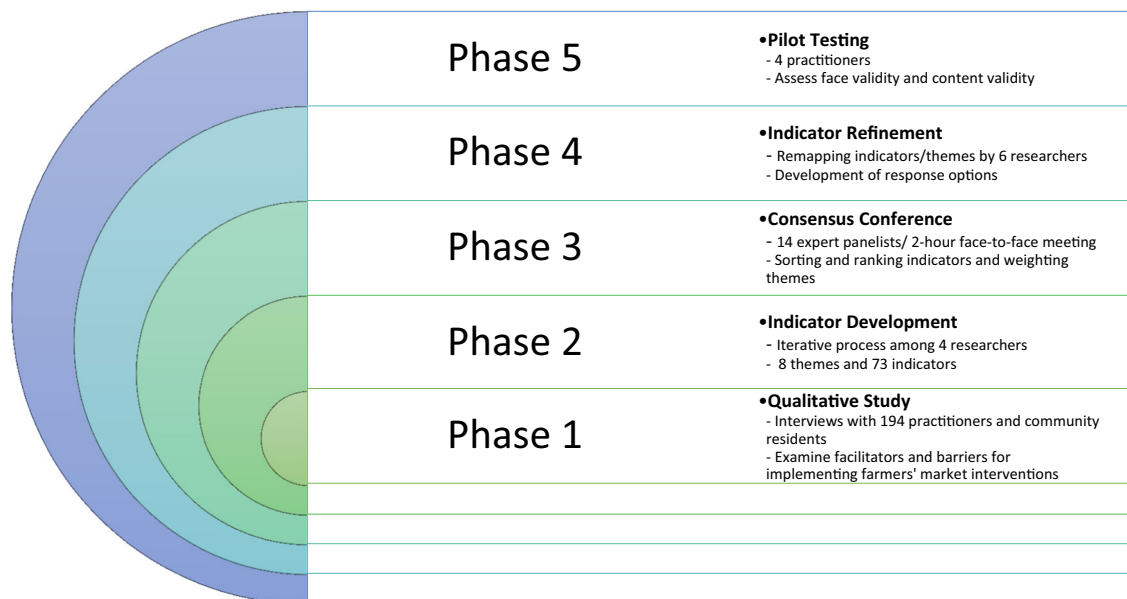 Phase 5
•Pilot Testing
- 4 practitioners
- Assess face validity and content validity
Phase 4
•Indicator Refinement
- Remapping indicators/themes by 6 researchers
- Development of response options
Phase 3
•Consensus Conference
- 14 expert panelists/ 2-hour face-to-face meeting
- Sorting and ranking indicators and weighting
themes
Phase 2
•Indicator Development
- Iterative process among 4 researchers
- 8 themes and 73 indicators
Phase 1
•Qualitative Study
- Interviews with 194 practitioners and community
residents
- Examine facilitators and barriers for
implementing farmers' market interventions